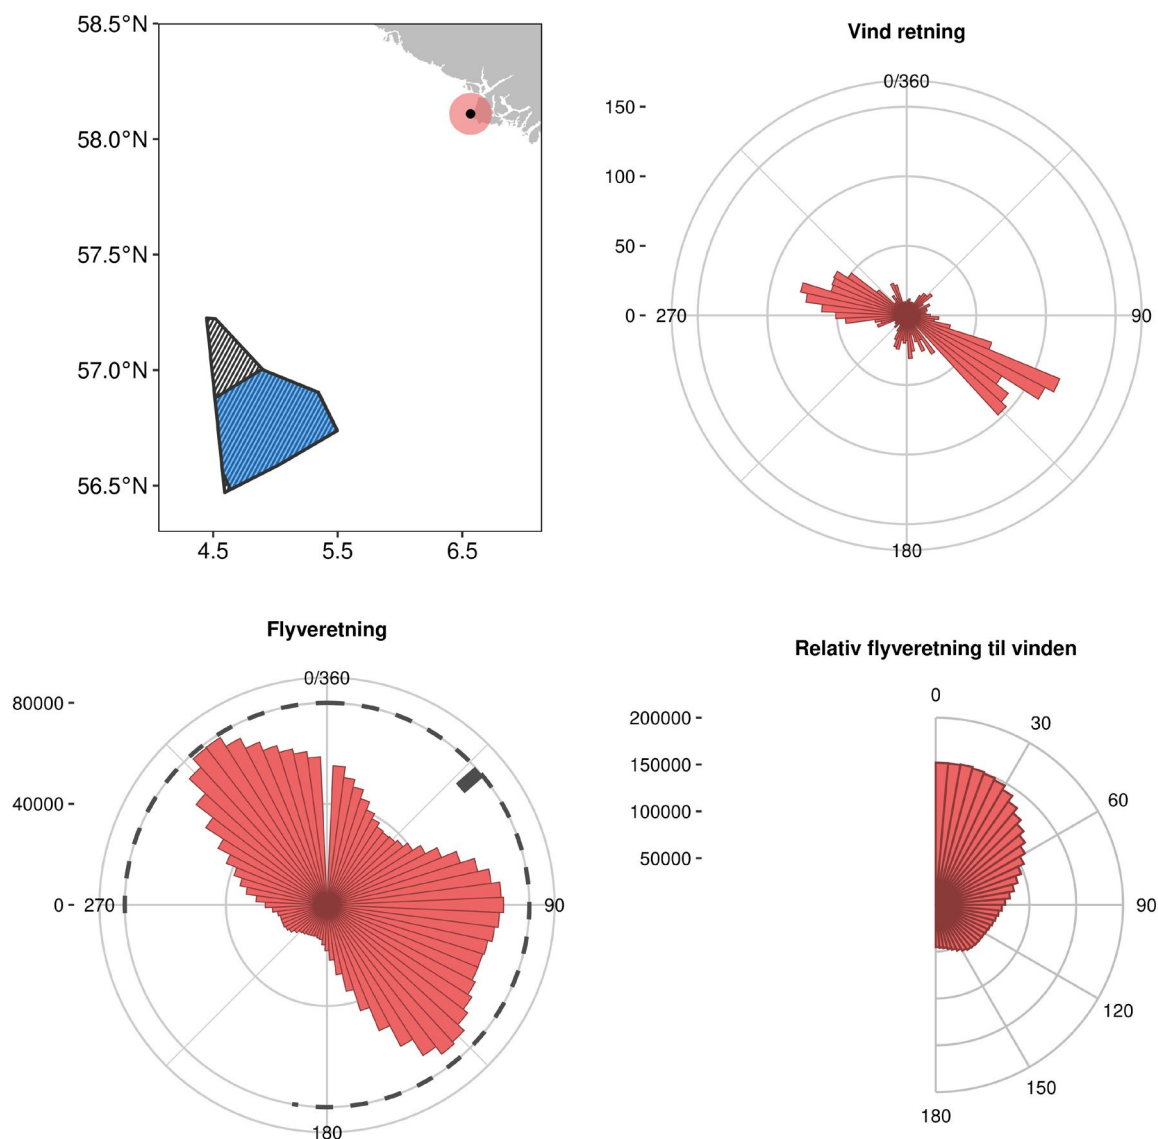 58.5°N
58.0°N
57.5°N
57.0°N
56.5°N
4.5 5.5 6.5
Vind retning
0/360
150
100
50
0
270
90
180
Flyveretning
0/360
80000
40000
0
270
90
180
Relativ flyveretning til vinden
0
200000
30
150000
100000
60
50000
90
120
150
180